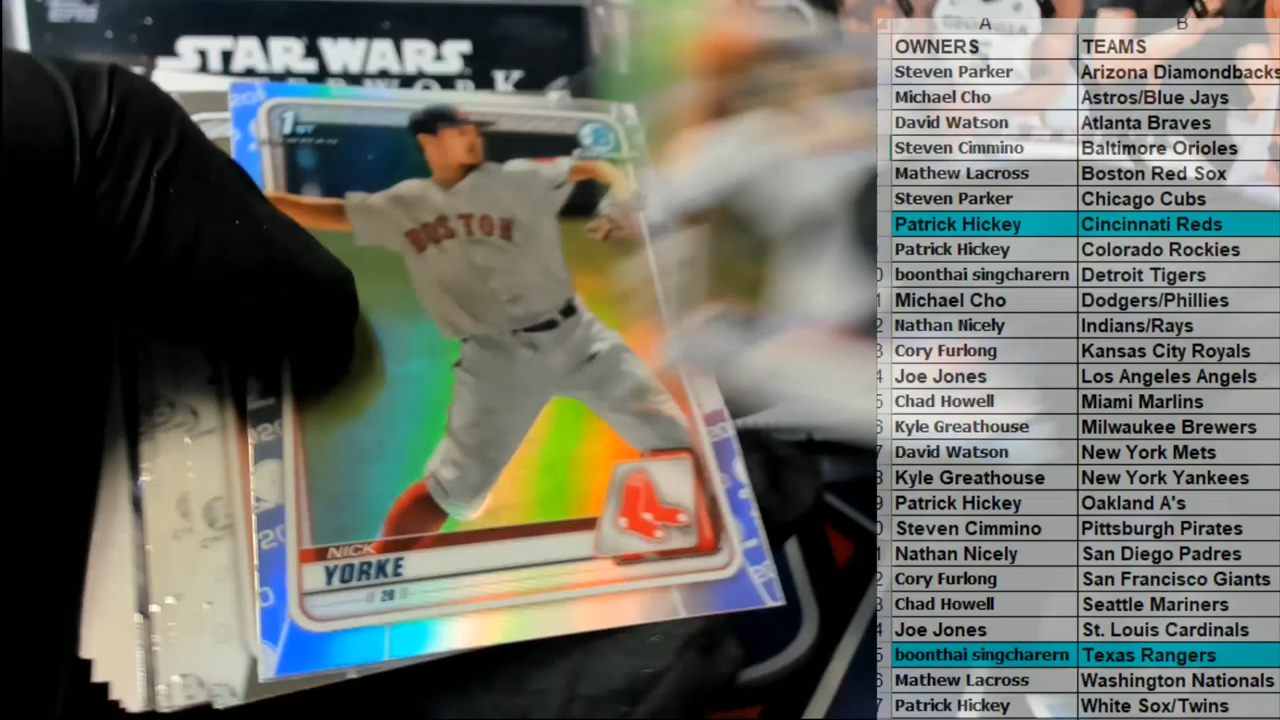 STAR WARS
1ST
BOSTON
NICK
YORKE
A B
OWNERS TEAMS
Steven Parker Arizona Diamondbacks
Michael Cho Astros/Blue Jays
David Watson Atlanta Braves
Steven Cimmino Baltimore Orioles
Mathew Lacross Boston Red Sox
Steven Parker Chicago Cubs
Patrick Hickey Cincinnati Reds
Patrick Hickey Colorado Rockies
boonthai singcharern Detroit Tigers
Michael Cho Dodgers/Phillies
Nathan Nicely Indians/Rays
Cory Furlong Kansas City Royals
Joe Jones Los Angeles Angels
Chad Howell Miami Marlins
Kyle Greathouse Milwaukee Brewers
David Watson New York Mets
Kyle Greathouse New York Yankees
Patrick Hickey Oakland A's
Steven Cimmino Pittsburgh Pirates
Nathan Nicely San Diego Padres
Cory Furlong San Francisco Giants
Chad Howell Seattle Mariners
Joe Jones St. Louis Cardinals
boonthai singcharern Texas Rangers
Mathew Lacross Washington Nationals
Patrick Hickey White Sox/Twins